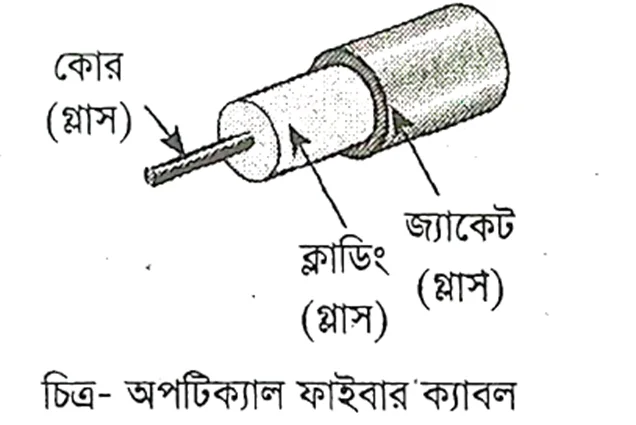 কোর
(গ্লাস)
ক্লাডিং
(গ্লাস)
জ্যাকেট
(গ্লাস)
চিত্র- অপটিক্যাল ফাইবার ক্যাবল